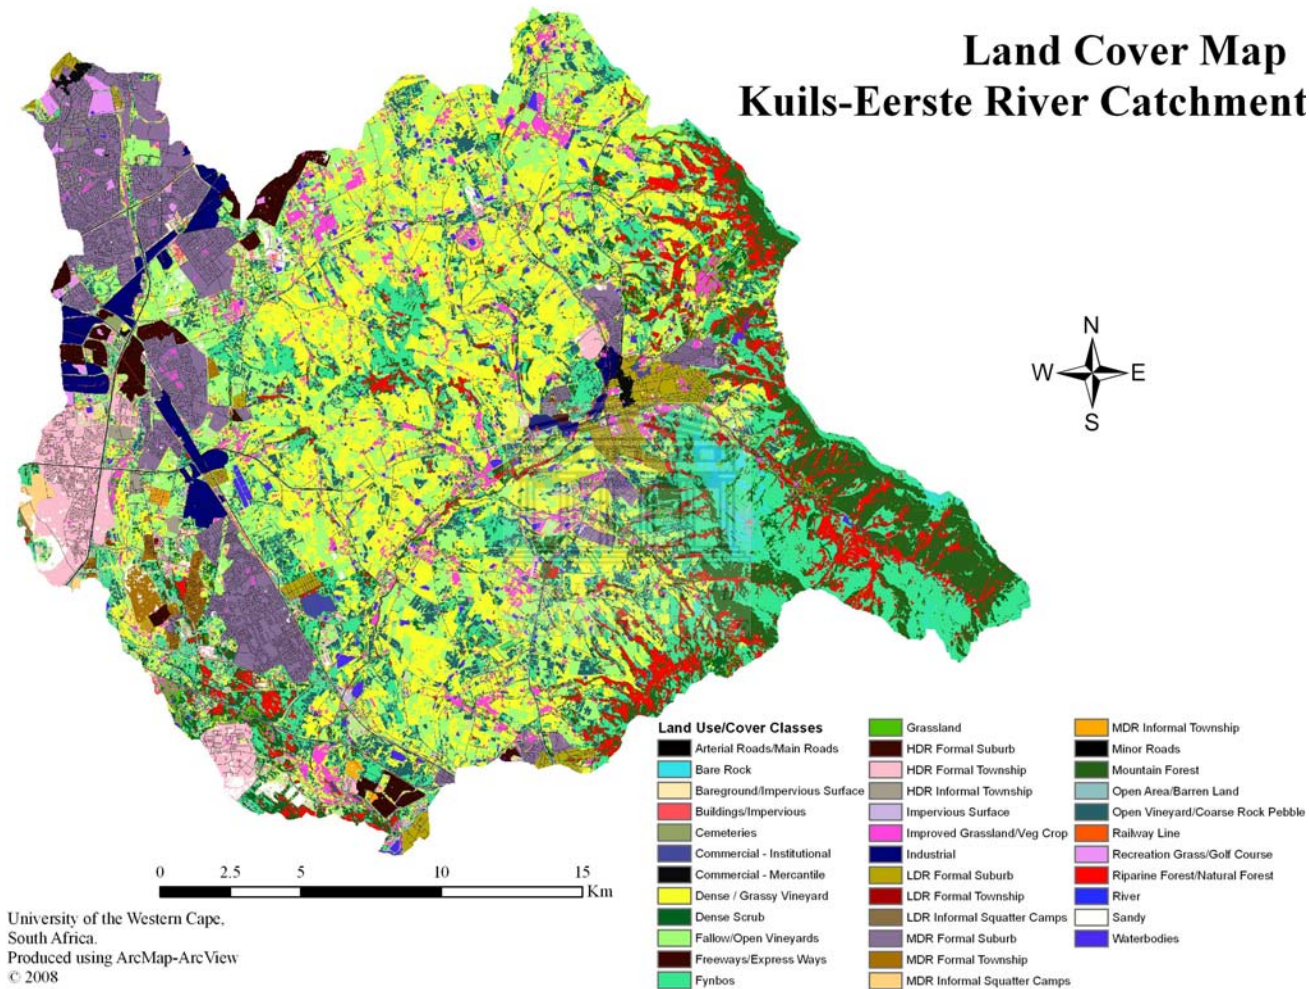 Land Cover Map
Kuils-Eerste River Catchment
N
W E
S
Land Use/Cover Classes
Arterial Roads/Main Roads
Bare Rock
Bareground/Impervious Surface
Buildings/Impervious
Cemeteries
Commercial - Institutional
Commercial - Mercantile
Dense / Grassy Vineyard
Dense Scrub
Fallow/Open Vineyards
Freeways/Express Ways
Fynbos
Grassland
HDR Formal Suburb
HDR Formal Township
HDR Informal Township
Impervious Surface
Improved Grassland/Veg Crop
Industrial
LDR Formal Suburb
LDR Formal Township
LDR Informal Squatter Camps
MDR Formal Suburb
MDR Formal Township
MDR Informal Squatter Camps
MDR Informal Township
Minor Roads
Mountain Forest
Open Area/Barren Land
Open Vineyard/Coarse Rock Pebble
Railway Line
Recreation Grass/Golf Course
Riparine Forest/Natural Forest
River
Sandy
Waterbodies
0 2.5 5 10 15
Km
University of the Western Cape,
South Africa.
Produced using ArcMap-ArcView
© 2008